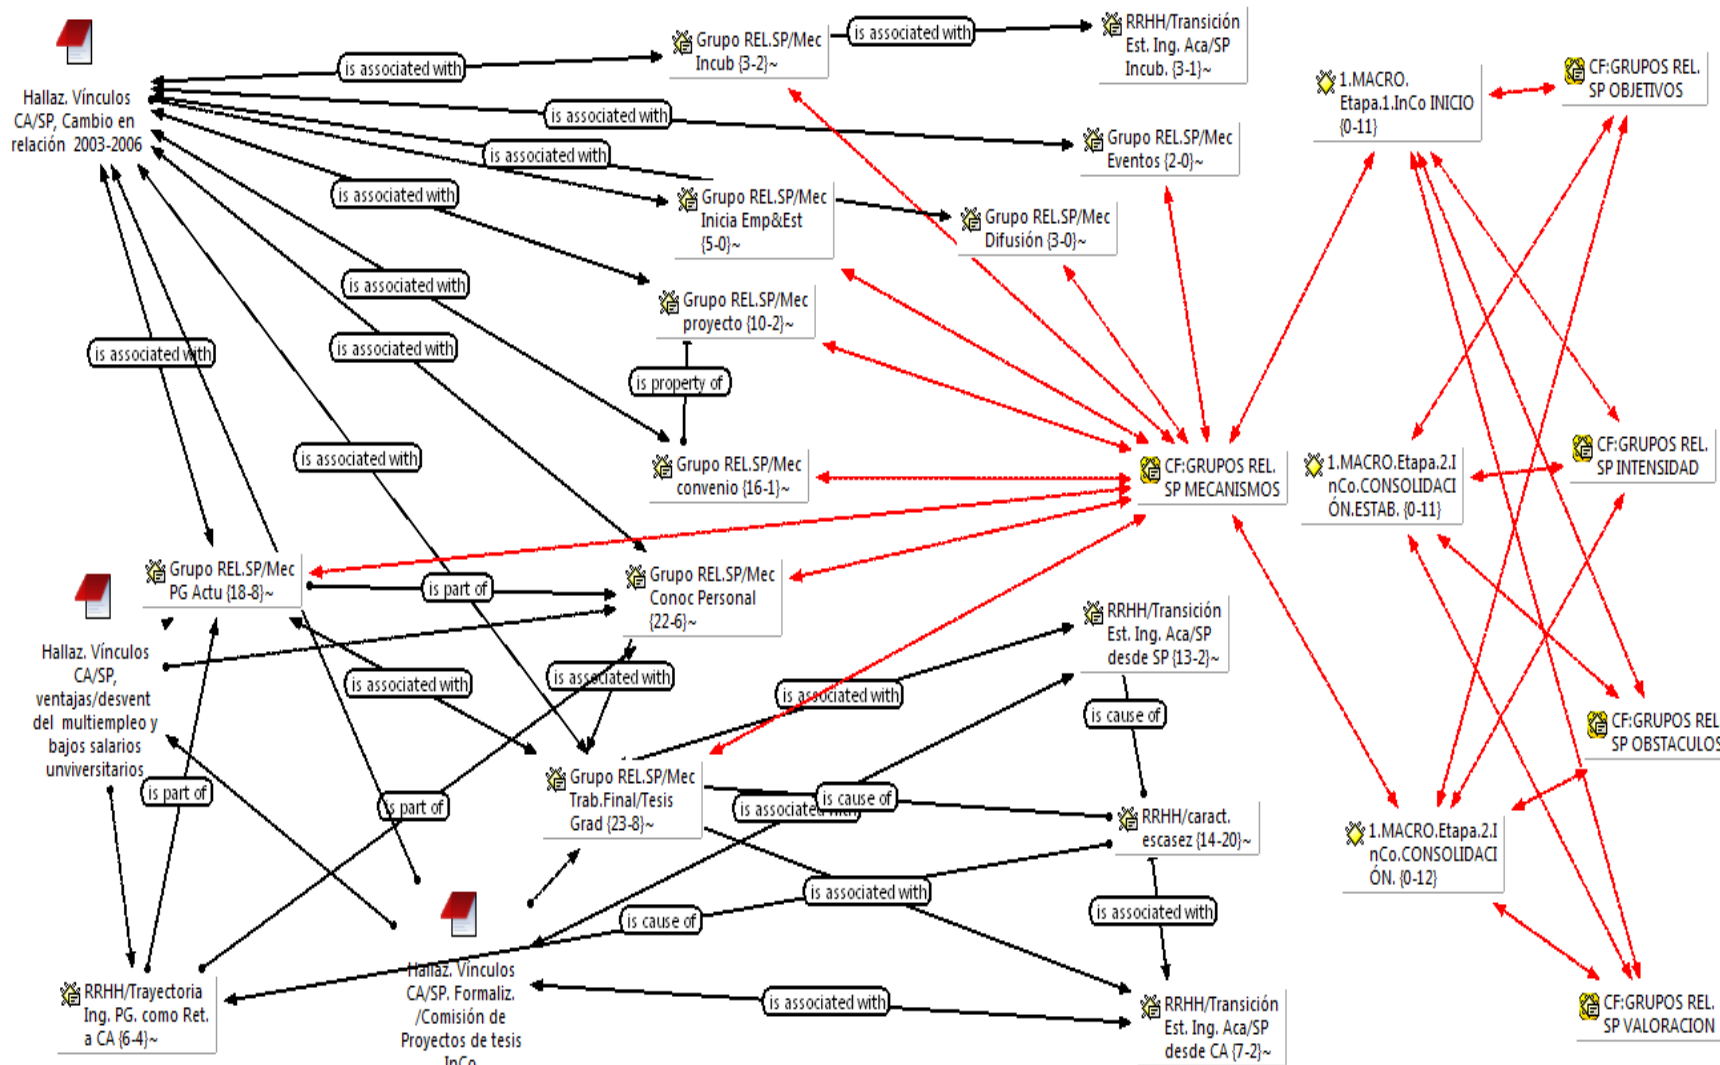 Hallaz. Vínculos
CA/SP, Cambio en
relación 2003-2006
is associated with
Grupo REL.SP/Mec
Incub {3-2}~
is associated with
RRHH/Transición
Est. Ing. Aca/SP
Incub. {3-1}~
1.MACRO.
Etapa.1.InCo INICIO
{0-11}
CF:GRUPOS REL.
SP OBJETIVOS
is associated with
Grupo REL.SP/Mec
Eventos {2-0}~
is associated with
is associated with
Grupo REL.SP/Mec
Inicia Emp&Est
{5-0}~
Grupo REL.SP/Mec
Difusión {3-0}~
is associated with
Grupo REL.SP/Mec
proyecto {10-2}~
is associated with
is associated with
is property of
is associated with
Grupo REL.SP/Mec
convenio {16-1}~
CF:GRUPOS REL.
SP MECANISMOS
1.MACRO.Etapa.2.I
nCo.CONSOLIDACI
ÓN.ESTAB. {0-11}
CF:GRUPOS REL.
SP INTENSIDAD
Grupo REL.SP/Mec
PG Actu {18-8}~
is part of
Grupo REL.SP/Mec
Conoc Personal
{22-6}~
RRHH/Transición
Est. Ing. Aca/SP
desde SP {13-2}~
Hallaz. Vínculos
CA/SP,
ventajas/desvent
del multiempleo y
bajos salarios
unviversitarios
is associated with
is associated with
is associated with
is cause of
CF:GRUPOS REL.
SP OBSTACULOS
is part of
is part of
Grupo REL.SP/Mec
Trab.Final/Tesis
Grad {23-8}~
is associated with
is cause of
RRHH/caract.
escasez {14-20}~
1.MACRO.Etapa.2.I
nCo.CONSOLIDACI
ÓN. {0-12}
is associated with
is cause of
is associated with
Hallaz. Vínculos
CA/SP. Formaliz.
/Comisión de
Proyectos de tesis
InCo
is associated with
RRHH/Trayectoria
Ing. PG. como Ret.
a CA {6-4}~
RRHH/Transición
Est. Ing. Aca/SP
desde CA {7-2}~
CF:GRUPOS REL.
SP VALORACION